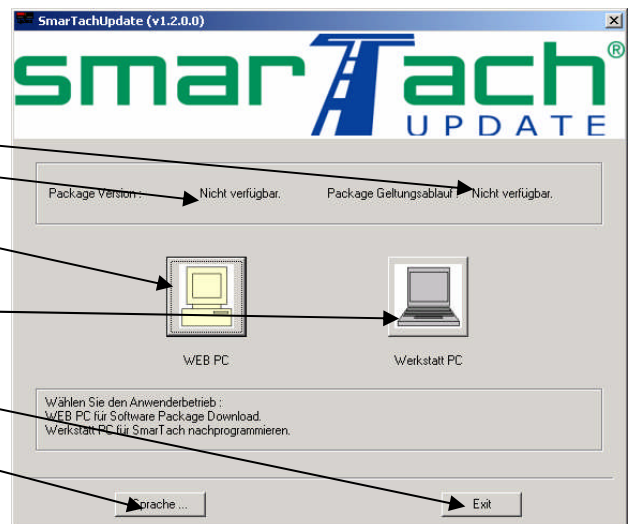 SmarTachUpdate (v1.2.0.0)
smarTach®
UPDATE
Package Version : Nicht verfügbar. Package Geltungsablauf : Nicht verfügbar.
WEB PC Werkstatt PC
Wählen Sie den Anwenderbetrieb :
WEB PC für Software Package Download.
Werkstatt PC für SmarTach nachprogrammieren.
Sprache ... Exit